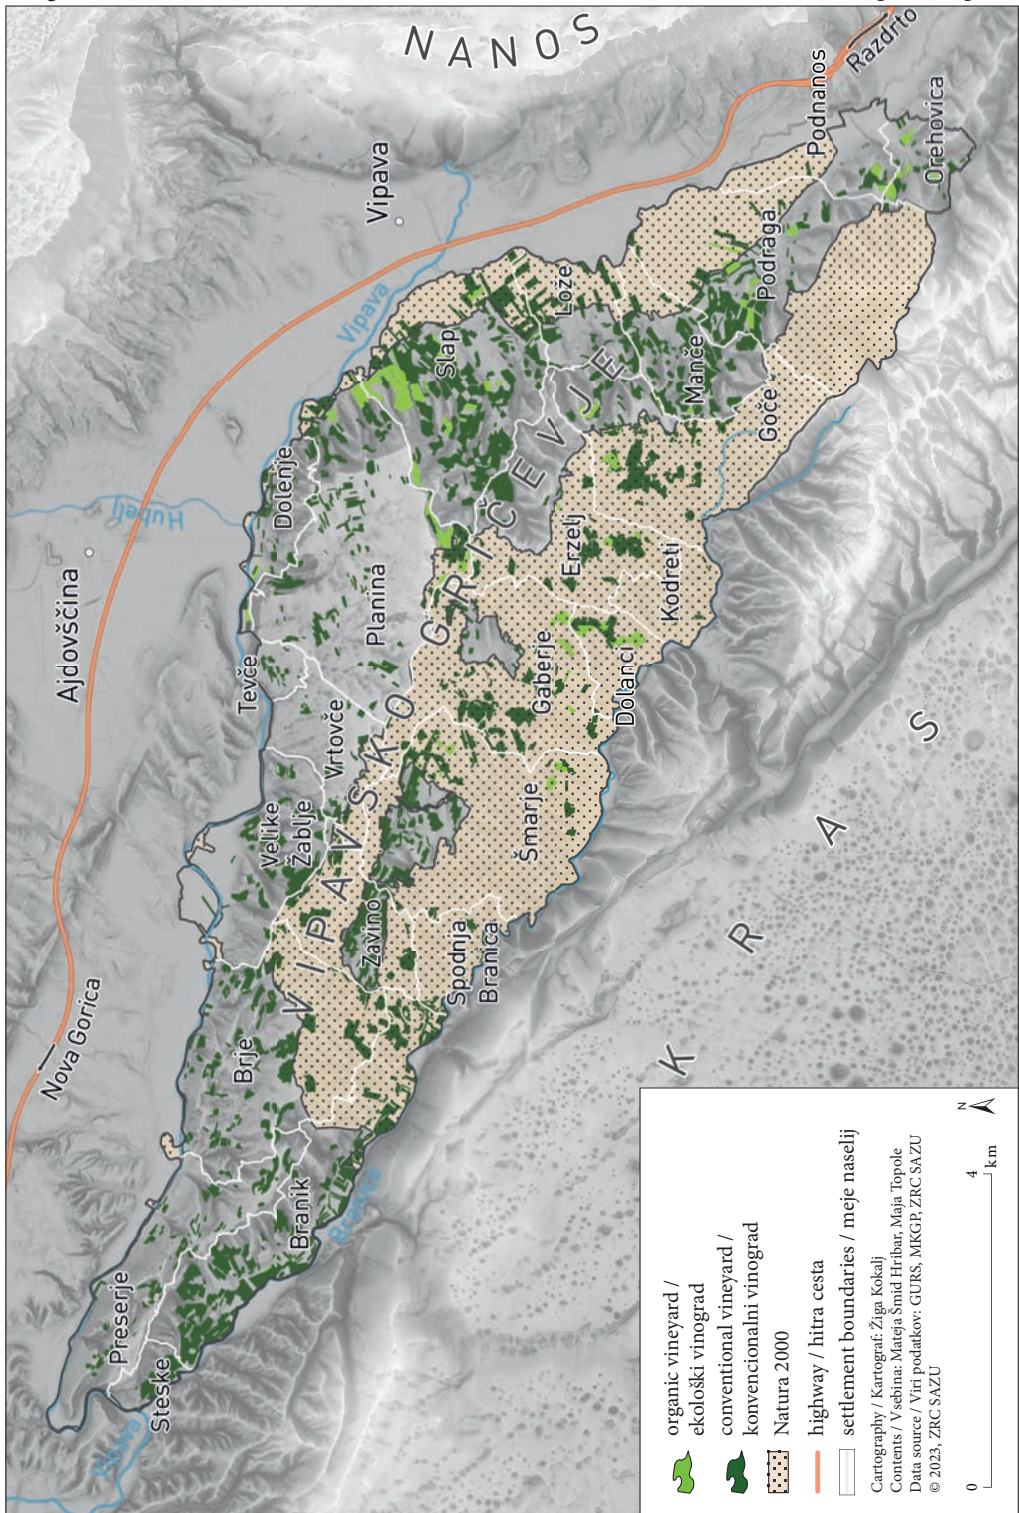 NANOS
Razdrto
Podnanos
Orehovica
Vipava
Vipava
Podraga
Lože
Slap
Manče
Goče
Hubelj
Dolenje
Ajdovščina
Planina
Erzelj
Kodreti
Tevče
Vrtovče
Gaberje
Dolanci
Velike
Žablje
Šmarje
Zavino
Spodnja
Branica
VIPAVSKO GRIČEVJE
KRAS
Nova Gorica
Brje
Branik
Branica
Preserje
Steske
Vipava
organic vineyard /
ekološki vinograd
conventional vineyard /
konvencionalni vinograd
Natura 2000
highway / hitra cesta
settlement boundaries / meje naselij
Cartography / Kartograf: Žiga Kokalj
Contents / Vsebina: Mateja Šmid Hribar, Maja Topole
Data source / Viri podatkov: GURS, MKGP, ZRC SAZU
© 2023, ZRC SAZU
N
0
4
km